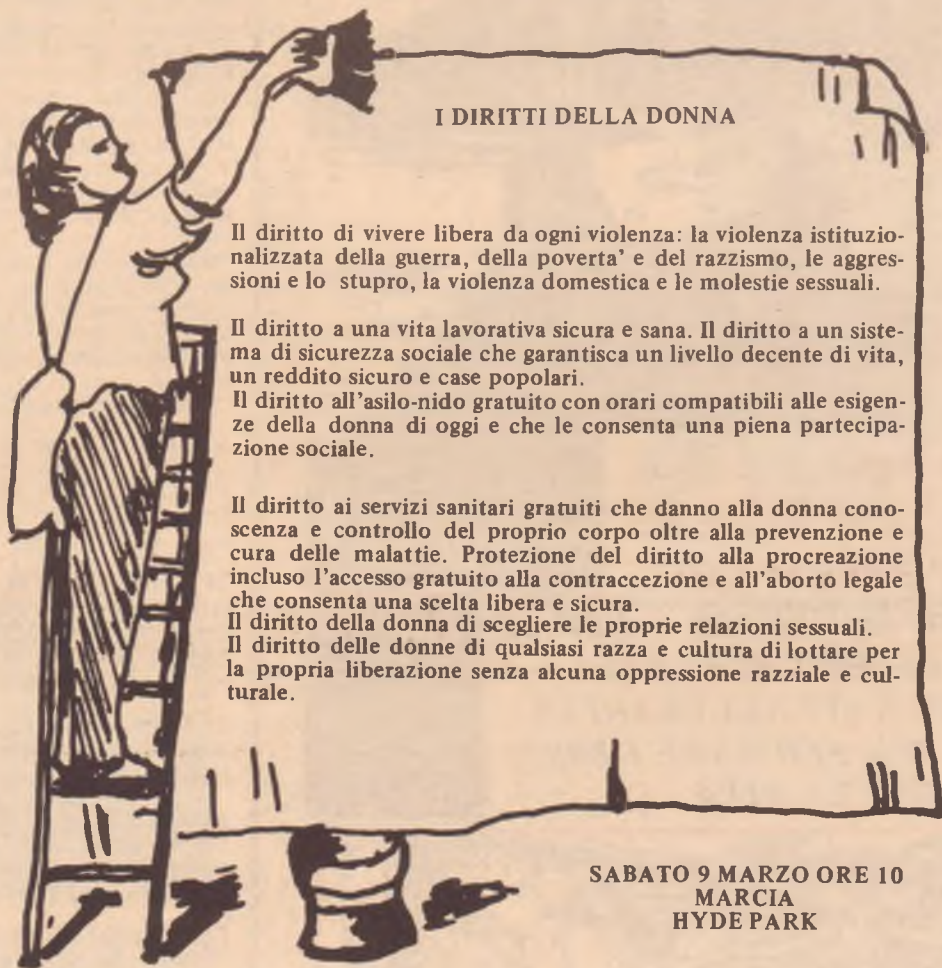 I DIRITTI DELLA DONNA
Il diritto di vivere libera da ogni violenza: la violenza istituzio-
nalizzata della guerra, della poverta' e del razzismo, le aggres-
sioni e lo stupro, la violenza domestica e le molestie sessuali.
Il diritto a una vita lavorativa sicura e sana. Il diritto a un siste-
ma di sicurezza sociale che garantisca un livello decente di vita,
un reddito sicuro e case popolari.
Il diritto all'asilo-nido gratuito con orari compatibili alle esigen-
ze della donna di oggi e che le consenta una piena partecipa-
zione sociale.
Il diritto ai servizi sanitari gratuiti che danno alla donna cono-
scenza e controllo del proprio corpo oltre alla prevenzione e
cura delle malattie. Protezione del diritto alla procreazione
incluso l'accesso gratuito alla contraccezione e all'aborto legale
che consenta una scelta libera e sicura.
Il diritto della donna di scegliere le proprie relazioni sessuali.
Il diritto delle donne di qualsiasi razza e cultura di lottare per
la propria liberazione senza alcuna oppressione razziale e cul-
turale.
SABATO 9 MARZO ORE 10
MARCIA
HYDE PARK